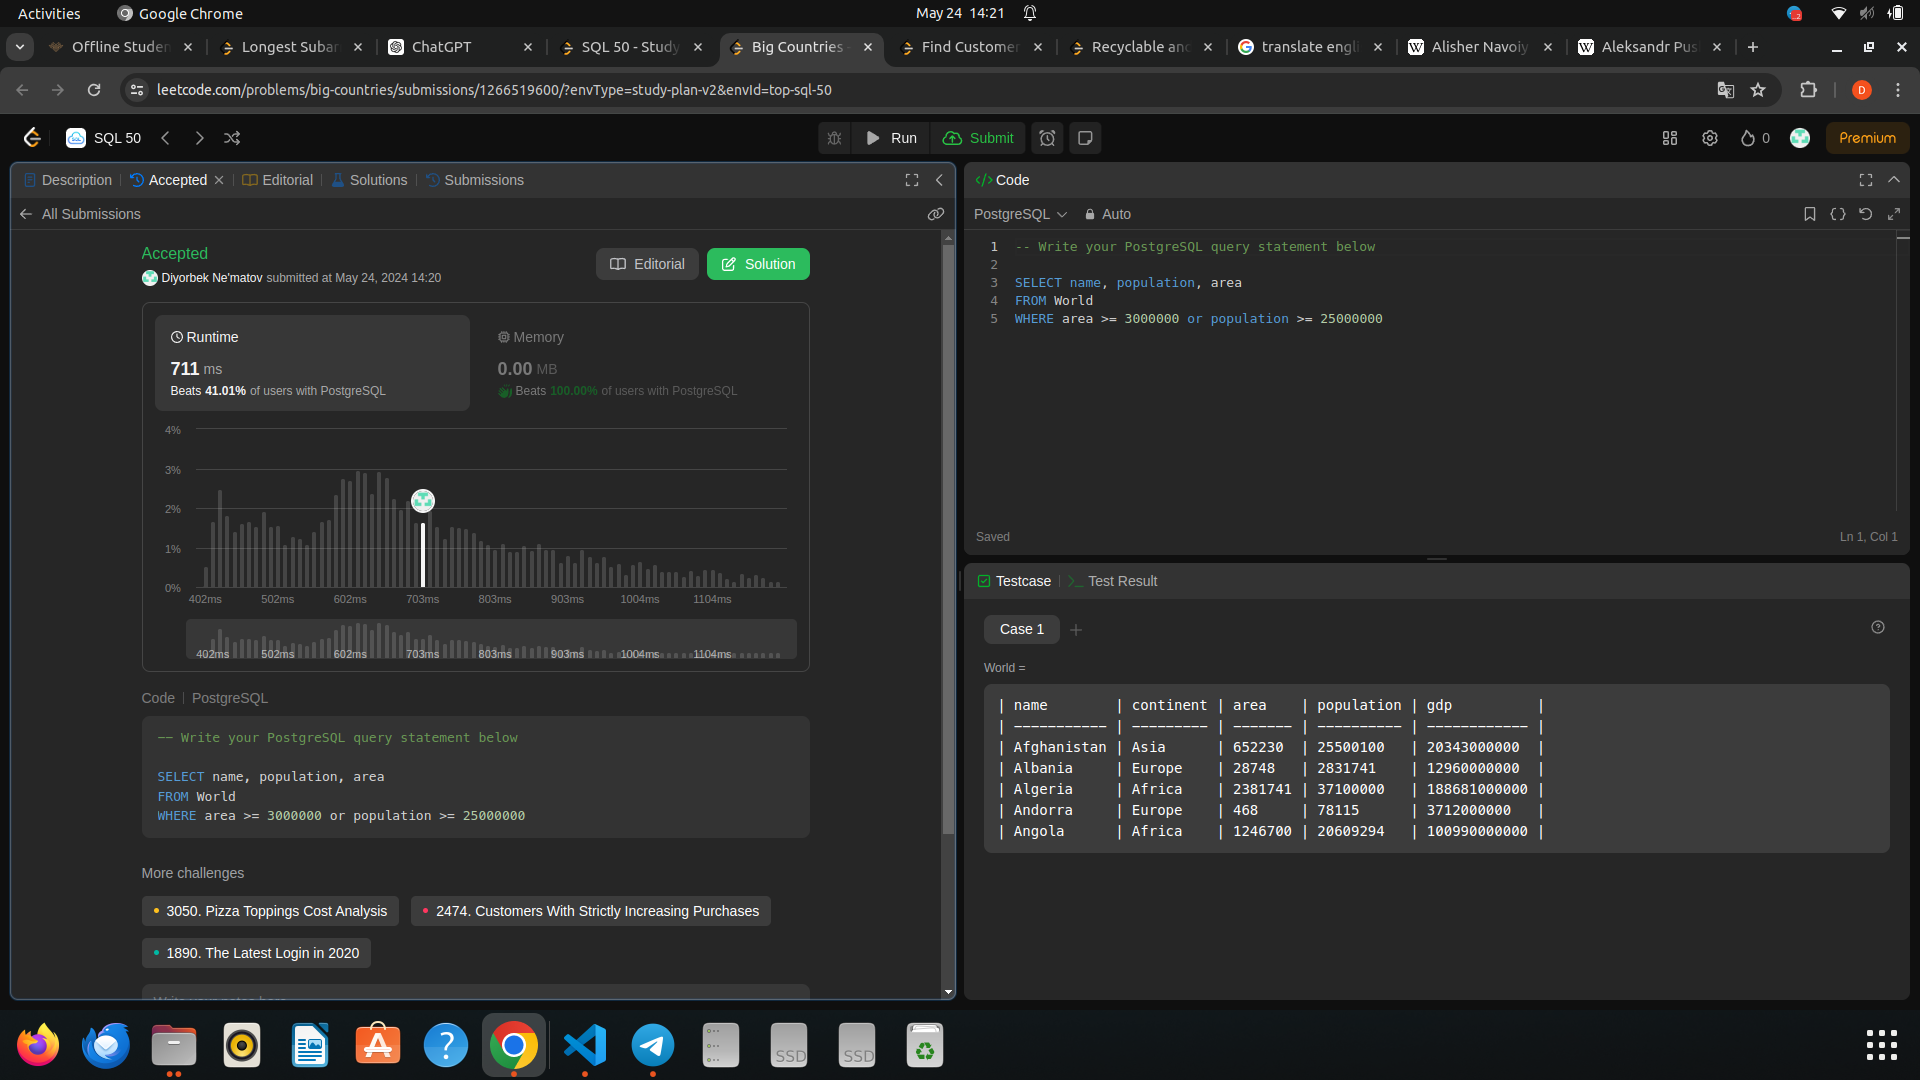 Activities
Google Chrome
May 24 14:21
Offline Studen
Longest Subar
ChatGPT
SQL 50 - Study
Big Countries -
Find Customer
Recyclable and
translate engli
Alisher Navoiy
Aleksandr Pus
leetcode.com/problems/big-countries/submissions/1266519600/?envType=study-plan-v2&envId=top-sql-50
D
SQL 50
Run
Submit
0
Premium
Description
Accepted
Editorial
Solutions
Submissions
All Submissions
Accepted
Diyorbek Ne'matov submitted at May 24, 2024 14:20
Editorial
Solution
Runtime
711 ms
Beats 41.01% of users with PostgreSQL
Memory
0.00 MB
Beats 100.00% of users with PostgreSQL
4%
3%
2%
1%
0%
402ms 502ms 602ms 703ms 803ms 903ms 1004ms 1104ms
402ms 502ms 602ms 703ms 803ms 903ms 1004ms 1104ms
Code | PostgreSQL
-- Write your PostgreSQL query statement below
SELECT name, population, area
FROM World
WHERE area >= 3000000 or population >= 25000000
More challenges
3050. Pizza Toppings Cost Analysis
2474. Customers With Strictly Increasing Purchases
1890. The Latest Login in 2020
</> Code
PostgreSQL
Auto
1 -- Write your PostgreSQL query statement below
2
3 SELECT name, population, area
4 FROM World
5 WHERE area >= 3000000 or population >= 25000000
Saved
Ln 1, Col 1
Testcase
Test Result
Case 1
World =
| name        | continent | area    | population | gdp          |
| ----------- | --------- | ------- | ---------- | ------------ |
| Afghanistan | Asia      | 652230  | 25500100   | 20343000000  |
| Albania     | Europe    | 28748   | 2831741    | 12960000000  |
| Algeria     | Africa    | 2381741 | 37100000   | 188681000000 |
| Andorra     | Europe    | 468     | 78115      | 3712000000   |
| Angola      | Africa    | 1246700 | 20609294   | 100990000000 |
SSD
SSD